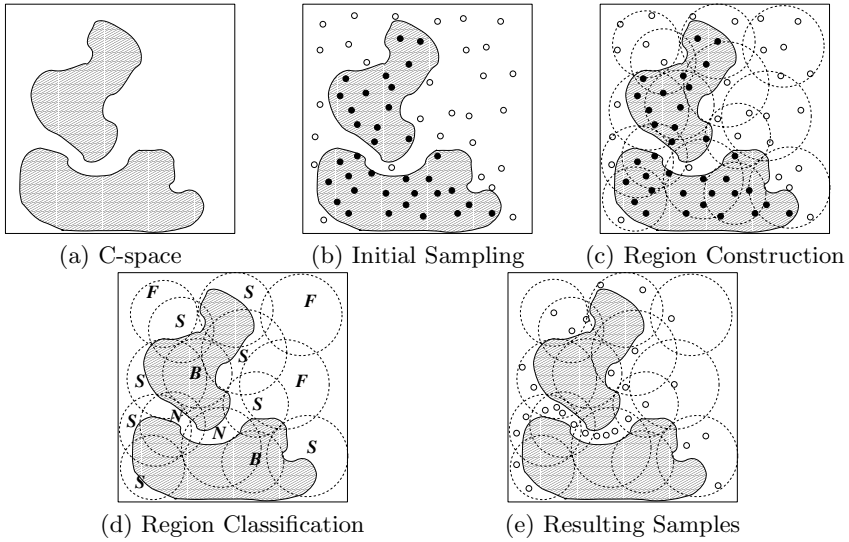 (a) C-space
(b) Initial Sampling
(c) Region Construction
F
S
F
S
S
S
B
F
S
S
N
N
S
B
S
(d) Region Classification
(e) Resulting Samples